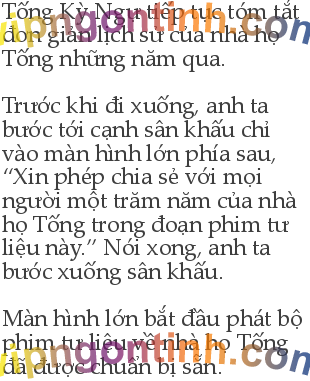 Tống Kỳ Ngự tiếp tục tóm tắt
đơn giản lịch sử của nhà họ
Tống những năm qua.
Trước khi đi xuống, anh ta
bước tới cạnh sân khấu chỉ
vào màn hình lớn phía sau,
“Xin phép chia sẻ với mọi
người một trăm năm của nhà
họ Tống trong đoạn phim tư
liệu này.” Nói xong, anh ta
bước xuống sân khấu.
Màn hình lớn bắt đầu phát bộ
phim tư liệu về nhà họ Tống
đã được chuẩn bị sẵn.
vipngontinh.com
vipngontinh.com